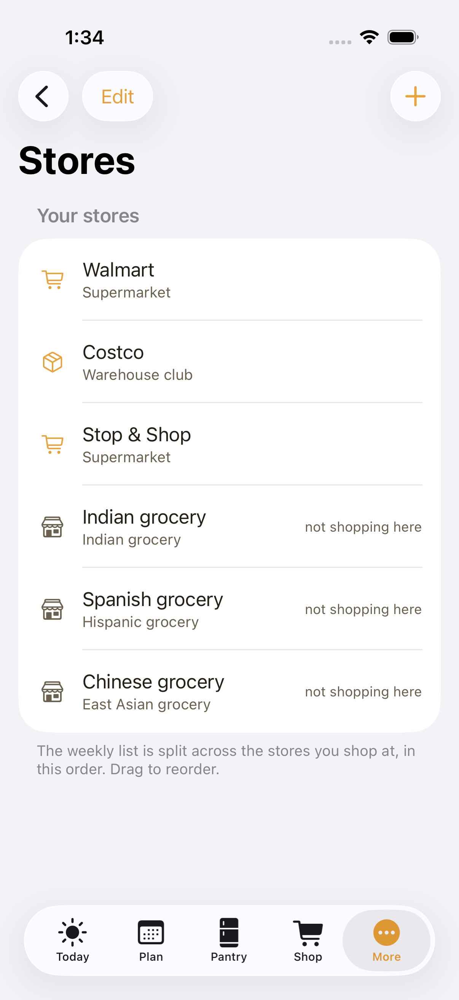 1:34
Edit
Stores
Your stores
Walmart
Supermarket
Costco
Warehouse club
Stop & Shop
Supermarket
Indian grocery
Indian grocery
not shopping here
Spanish grocery
Hispanic grocery
not shopping here
Chinese grocery
East Asian grocery
not shopping here
The weekly list is split across the stores you shop at, in
this order. Drag to reorder.
Today
Plan
Pantry
Shop
More